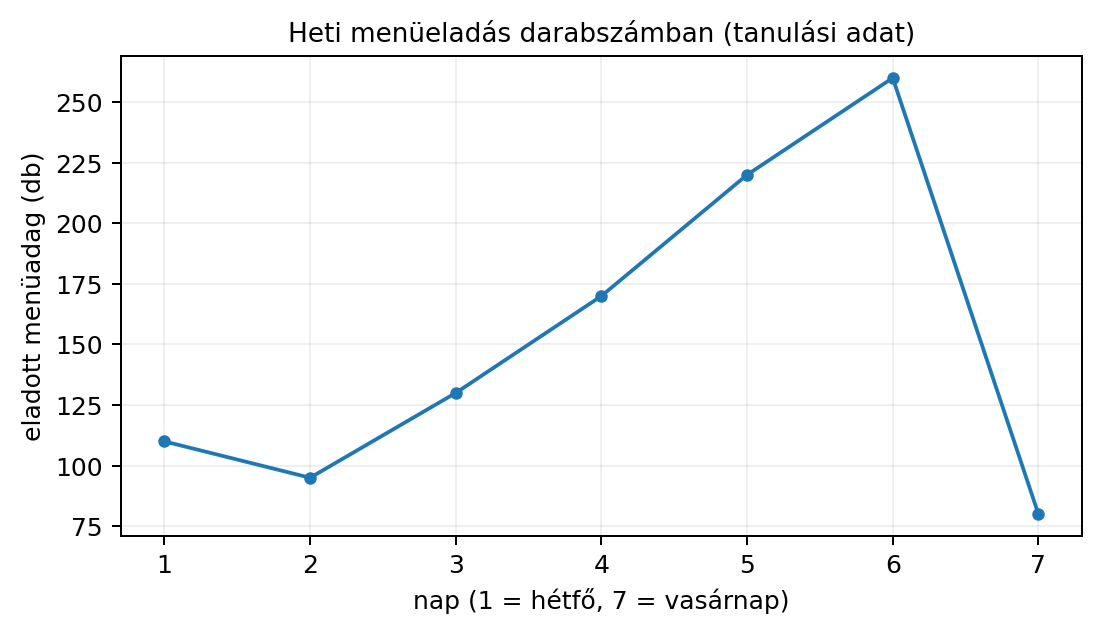 Heti menüeladás darabszámban (tanulási adat)
eladott menüadag (db)
250
225
200
175
150
125
100
75
1 2 3 4 5 6 7
nap (1 = hétfő, 7 = vasárnap)